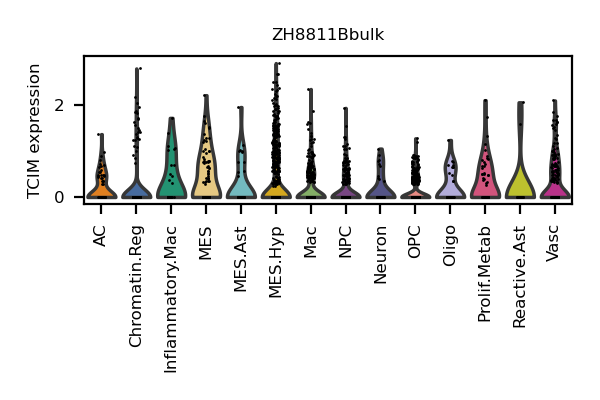 ZH8811Bbulk
TCIM expression
2
0
AC
Chromatin.Reg
Inflammatory.Mac
MES
MES.Ast
MES.Hyp
Mac
NPC
Neuron
OPC
Oligo
Prolif.Metab
Reactive.Ast
Vasc